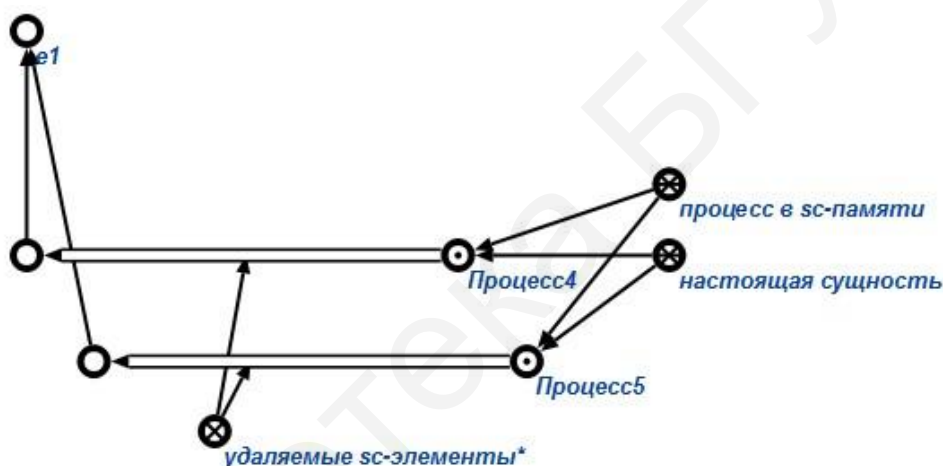 e1
процесс в sc-памяти
Процесс4
настоящая сущность
Процесс5
удаляемые sc-элементы*